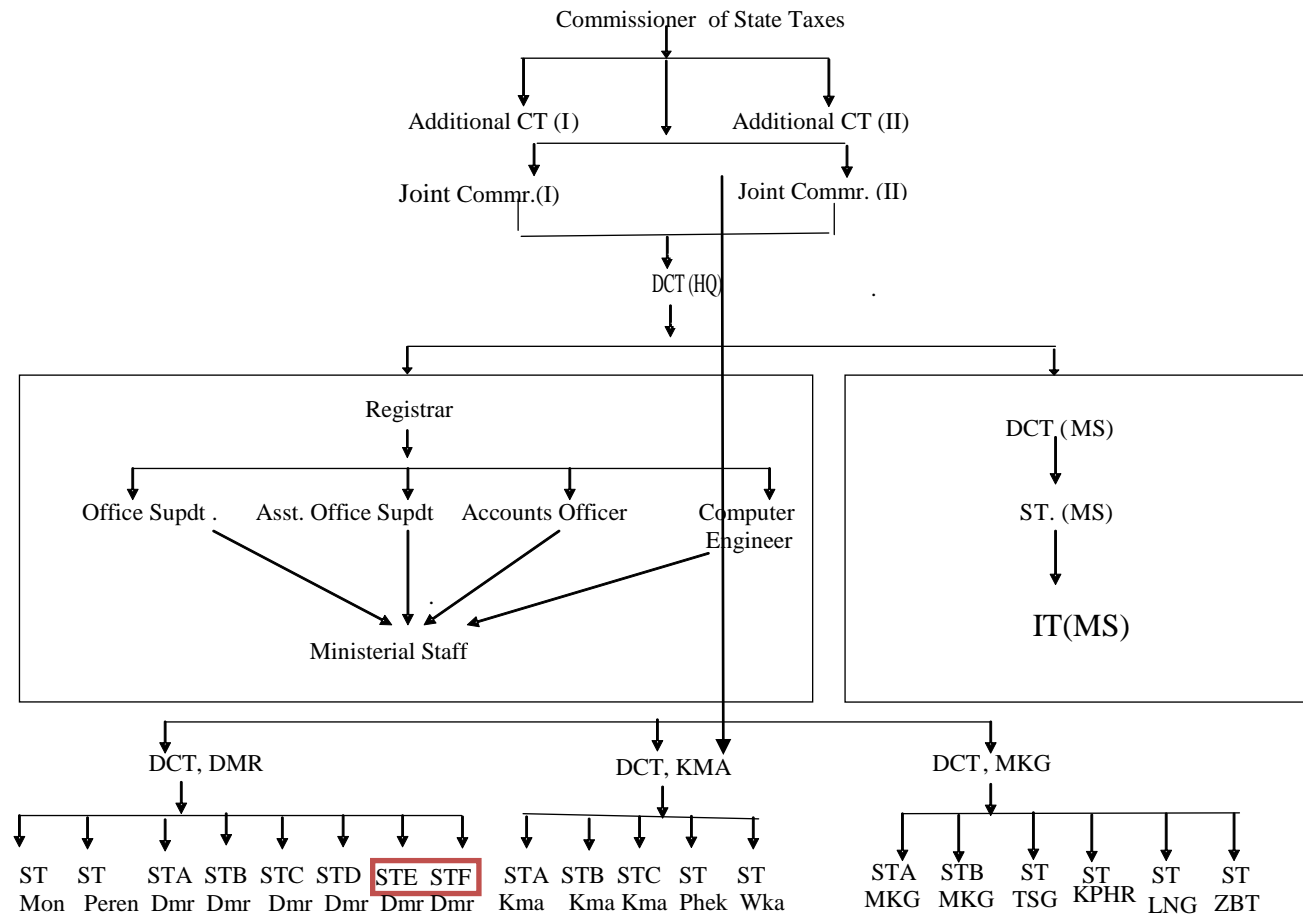 Commissioner of State Taxes
Additional CT (I) Additional CT (II)
Joint Commr.(I) Joint Commr. (II)
DCT (HQ)
Registrar
DCT (MS)
Office Supdt . Asst. Office Supdt Accounts Officer Computer
Engineer
ST. (MS)
Ministerial Staff
IT(MS)
DCT, DMR DCT, KMA DCT, MKG
ST ST STA STB STC STD STE STF STA STB STC ST ST STA STB ST ST ST ST
Mon Peren Dmr Dmr Dmr Dmr Dmr Dmr Kma Kma Kma Phek Wka MKG MKG TSG KPHR LNG ZBT